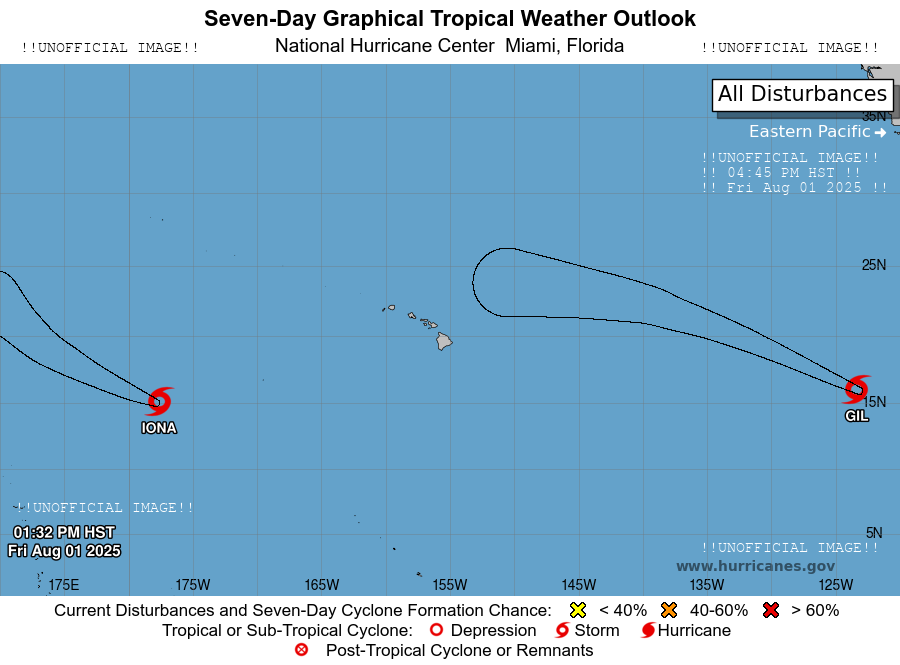 Seven-Day Graphical Tropical Weather Outlook
!!UNOFFICIAL IMAGE!! National Hurricane Center Miami, Florida !!UNOFFICIAL IMAGE!!
All Disturbances
35N
Eastern Pacific
!!UNOFFICIAL IMAGE!!
!! 04:45 PM HST !!
!! Fri Aug 01 2025 !!
25N
15N
IONA
GIL
!!UNOFFICIAL IMAGE!!
01:32 PM HST
5N
Fri Aug 01 2025
!!UNOFFICIAL IMAGE!!
www.hurricanes.gov
175E 175W 165W 155W 145W 135W 125W
Current Disturbances and Seven-Day Cyclone Formation Chance: < 40% 40-60% > 60%
Tropical or Sub-Tropical Cyclone: Depression Storm Hurricane
Post-Tropical Cyclone or Remnants